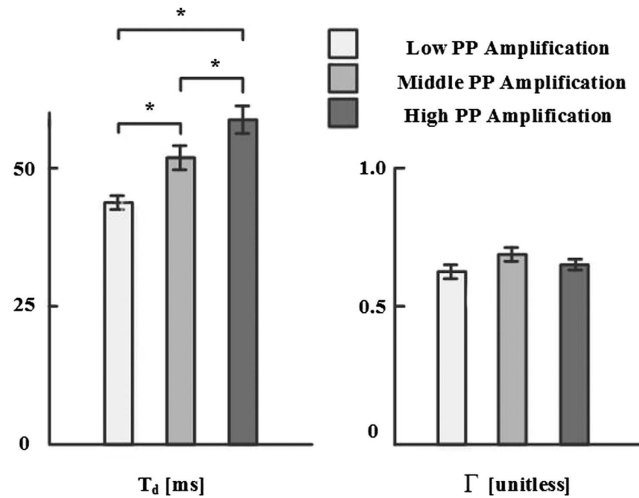 *
*
*
Low PP Amplification
Middle PP Amplification
High PP Amplification
50
25
0
T_d [ms]
1.0
0.5
0
Γ [unitless]